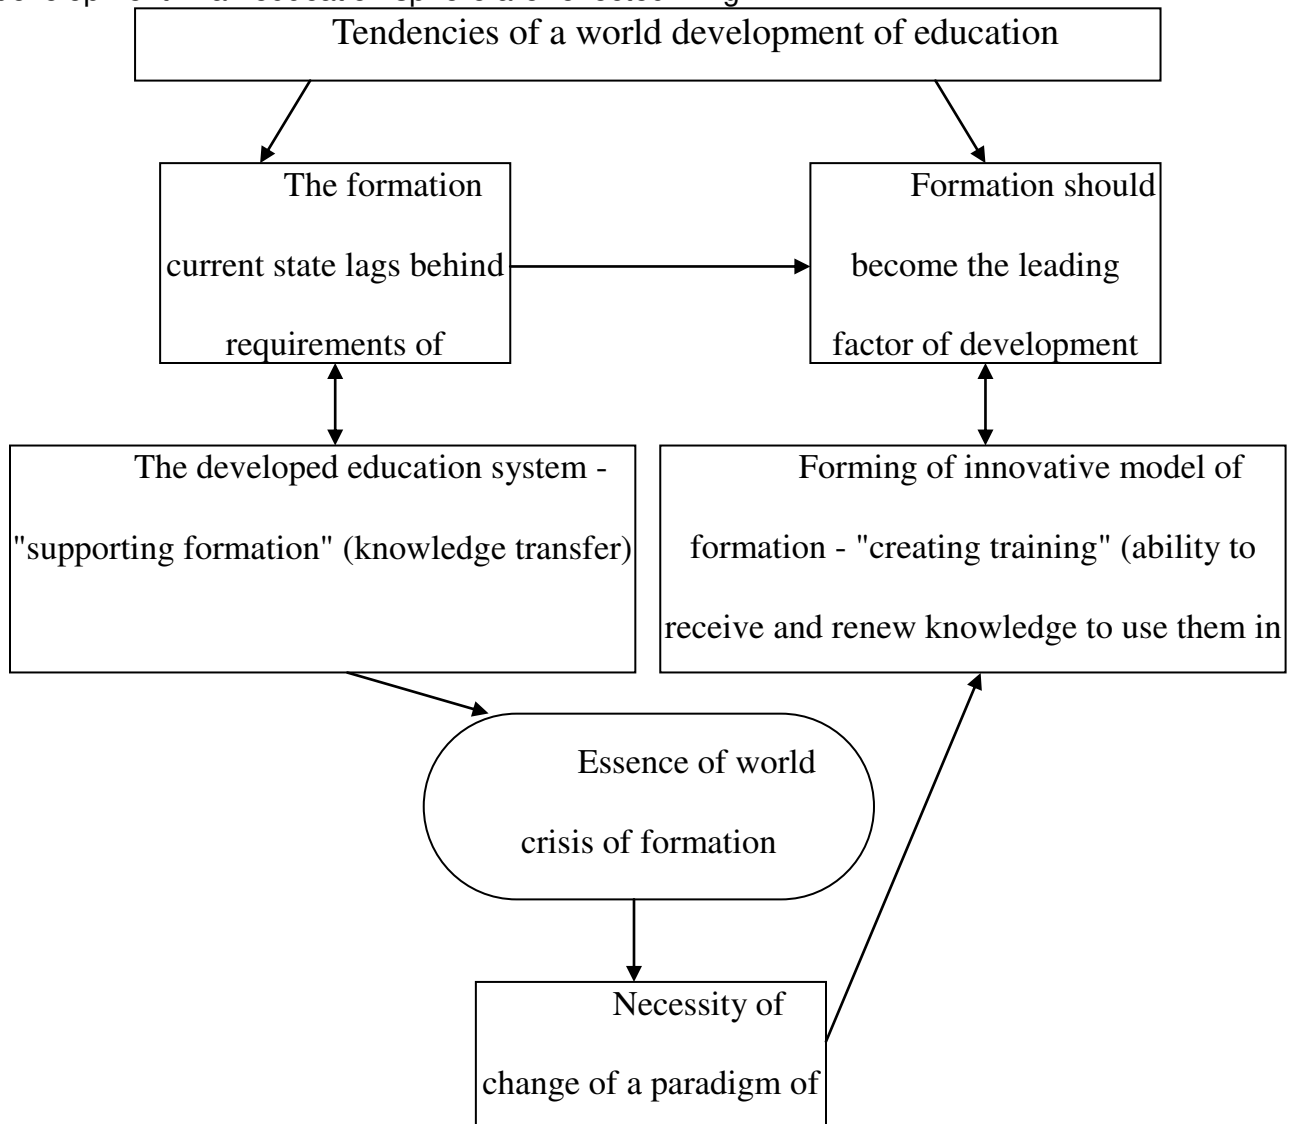 Tendencies of a world development of education
The formation
current state lags behind
requirements of
Formation should
become the leading
factor of development
The developed education system -
"supporting formation" (knowledge transfer)
Forming of innovative model of
formation - "creating training" (ability to
receive and renew knowledge to use them in
Essence of world
crisis of formation
Necessity of
change of a paradigm of